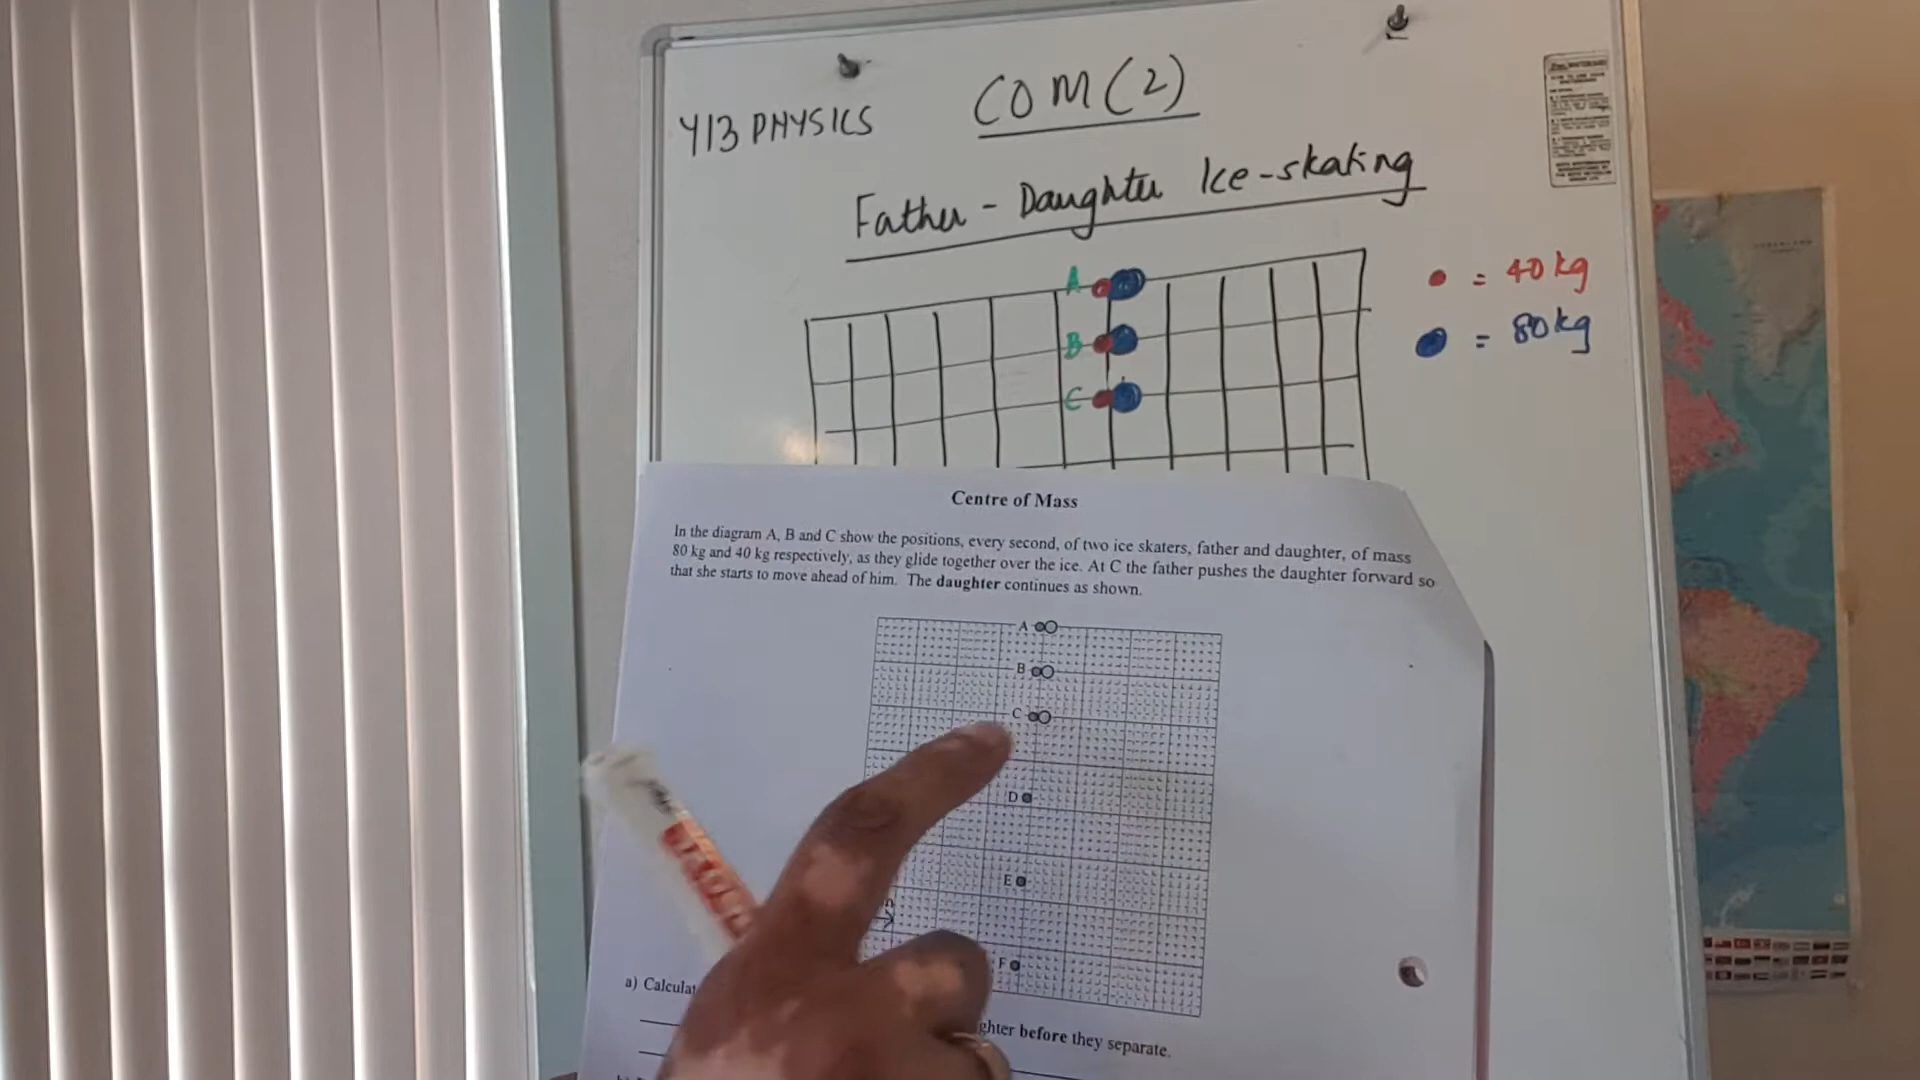 Y13 PHYSICS
COM (2)
Father - Daughter Ice-skating
A
B
C
= 40 kg
= 80 kg
Centre of Mass
In the diagram A, B and C show the positions, every second, of two ice skaters, father and daughter, of mass
80 kg and 40 kg respectively, as they glide together over the ice. At C the father pushes the daughter forward so
that she starts to move ahead of him. The daughter continues as shown.
A
B
C
D
E
F
a) Calculat
ghter before they separate.